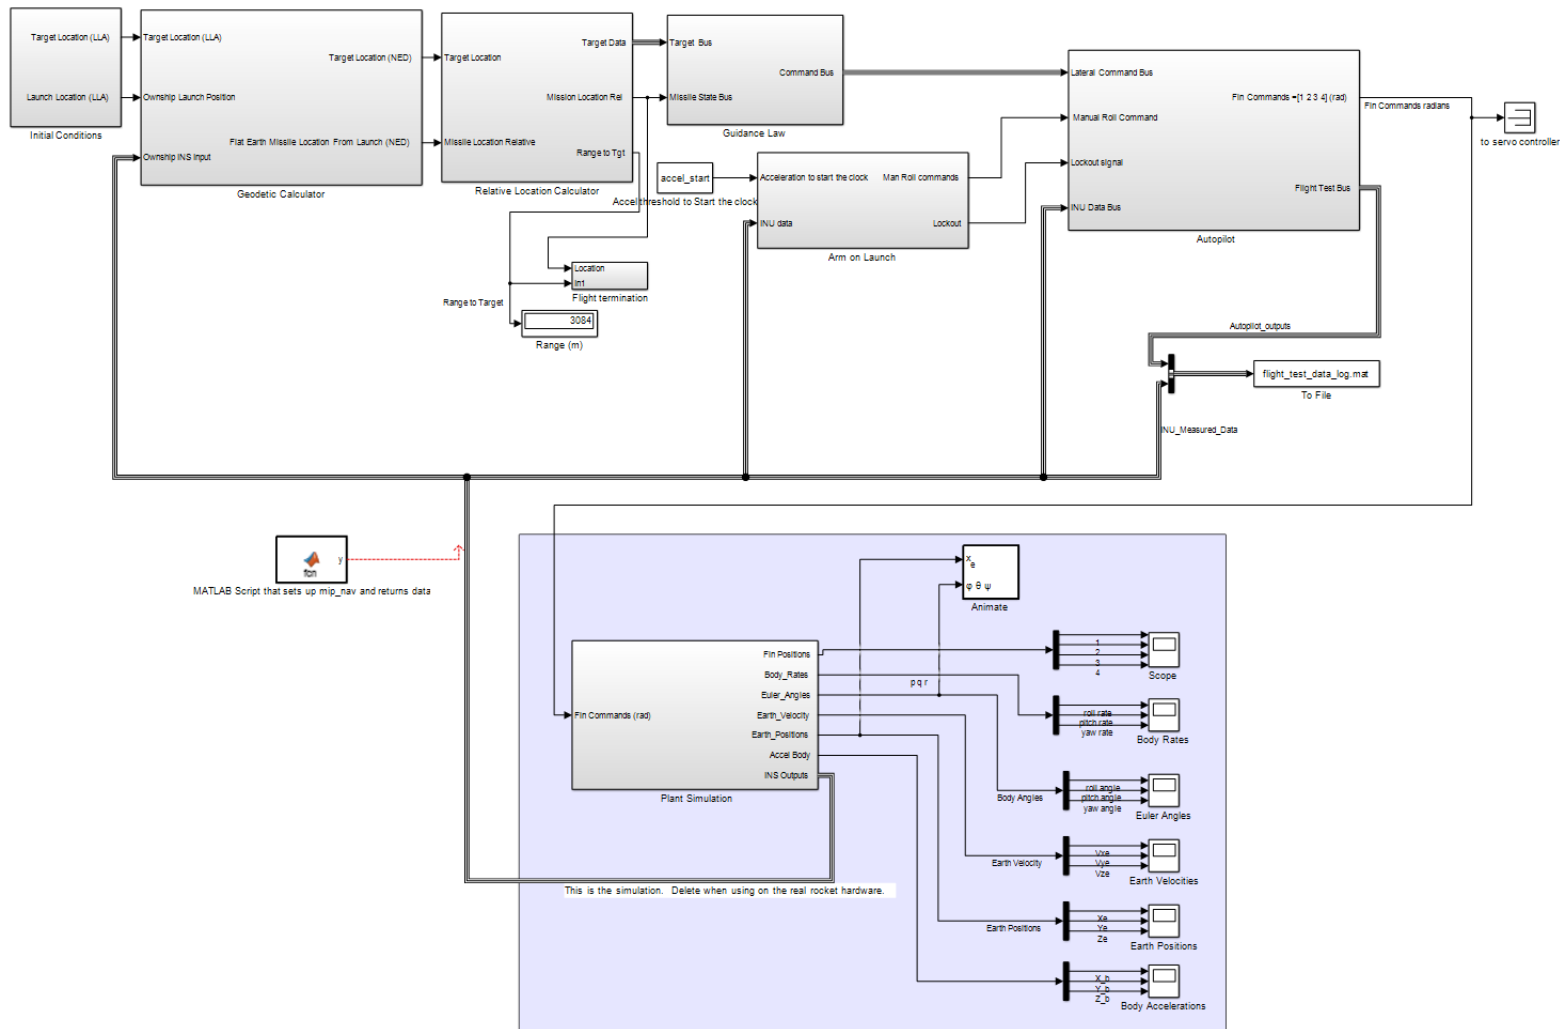 Target Location (LLA)
Launch Location (LLA)
Initial Conditions
Target Location (LLA)
Ownship Launch Position
Ownship INS Input
Target Location (NED)
Flat Earth Missile Location From Launch (NED)
Geodetic Calculator
Target Location
Missile Location Relative
Target Data
Mission Location Rel
Range to Tgt
Relative Location Calculator
Target Bus
Missile State Bus
Command Bus
Guidance Law
accel_start
Accel threshold to Start the clock
Acceleration to start the clock
INU data
Man Roll commands
Lockout
Arm on Launch
Lateral Command Bus
Manual Roll Command
Lockout signal
INU Data Bus
Fin Commands =[1 2 3 4] (rad)
Flight Test Bus
Autopilot
Fin Commands radians
to servo controller
Location
In1
Flight termination
Range to Target
3084
Range (m)
Autopilot_outputs
flight_test_data_log.mat
To File
INU_Measured_Data
y
fcn
MATLAB Script that sets up mip_nav and returns data
x
e
φ θ ψ
Animate
Fin Commands (rad)
Fin Positions
Body_Rates
Euler_Angles
Earth_Velocity
Earth_Positions
Accel Body
INS Outputs
Plant Simulation
p q r
1
2
3
4
Scope
roll rate
pitch rate
yaw rate
Body Rates
Body Angles
roll angle
pitch angle
yaw angle
Euler Angles
Earth Velocity
Vxe
Vye
Vze
Earth Velocities
Earth Positions
Xe
Ye
Ze
Earth Positions
X_b
Y_b
Z_b
Body Accelerations
This is the simulation. Delete when using on the real rocket hardware.